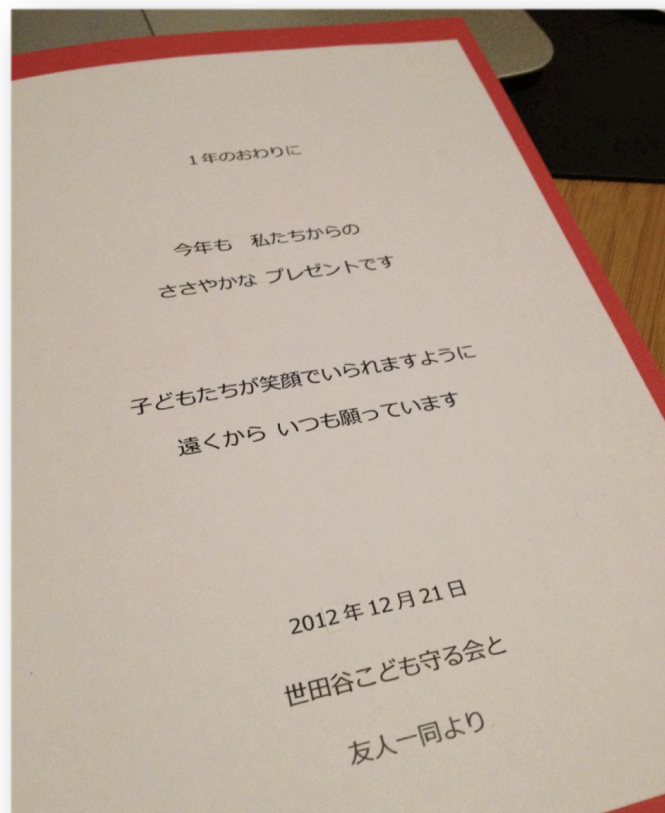 1年のおわりに
今年も　私たちからの
ささやかな プレゼントです
子どもたちが笑顔でいられますように
遠くから いつも願っています
2012年12月21日
世田谷こども守る会と
友人一同より